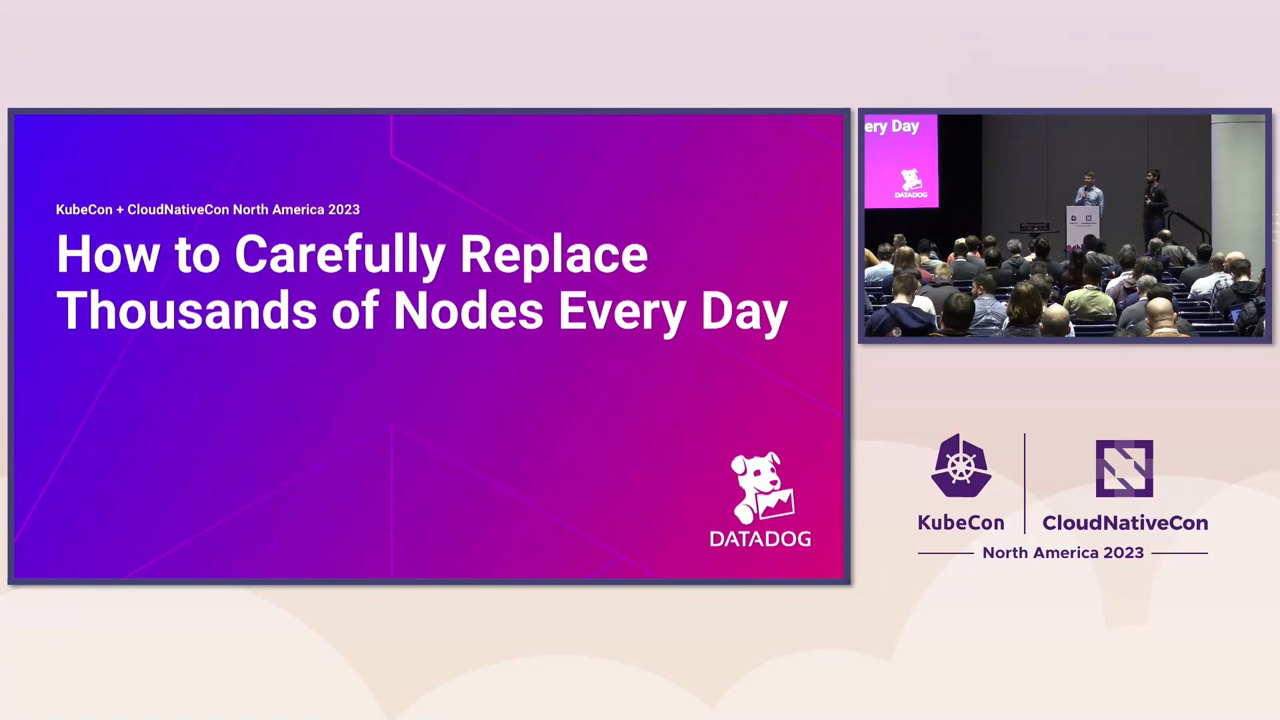 KubeCon + CloudNativeCon North America 2023
How to Carefully Replace
Thousands of Nodes Every Day
DATADOG
ery Day
DATADOG
KubeCon
CloudNativeCon
North America 2023